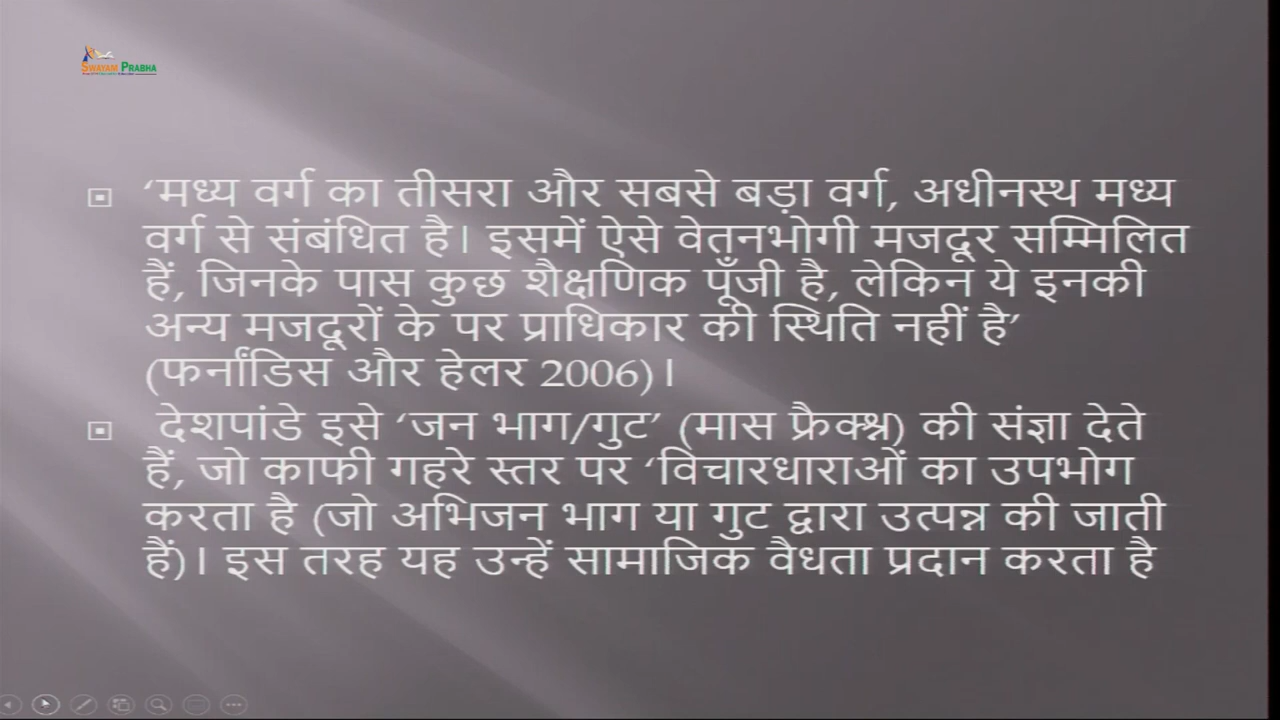 SWAYAM PRABHA
‘मध्य वर्ग का तीसरा और सबसे बड़ा वर्ग, अधीनस्थ मध्य
वर्ग से संबंधित है। इसमें ऐसे वेतनभोगी मजदूर सम्मिलित
हैं, जिनके पास कुछ शैक्षणिक पूँजी है, लेकिन ये इनकी
अन्य मजदूरों के पर प्राधिकार की स्थिति नहीं है’
(फर्नांडिस और हेलर 2006)।
देशपांडे इसे ‘जन भाग/गुट’ (मास फ्रैक्श्न) की संज्ञा देते
हैं, जो काफी गहरे स्तर पर ‘विचारधाराओं का उपभोग
करता है (जो अभिजन भाग या गुट द्वारा उत्पन्न की जाती
हैं)। इस तरह यह उन्हें सामाजिक वैधता प्रदान करता है